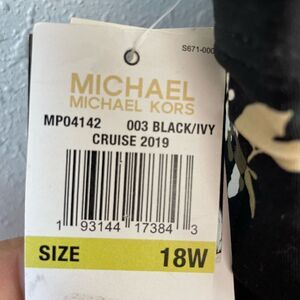 S671-000
MICHAEL
MICHAEL KORS
MP04142 003 BLACK/IVY
CRUISE 2019
1 93144 17384 3
SIZE 18W